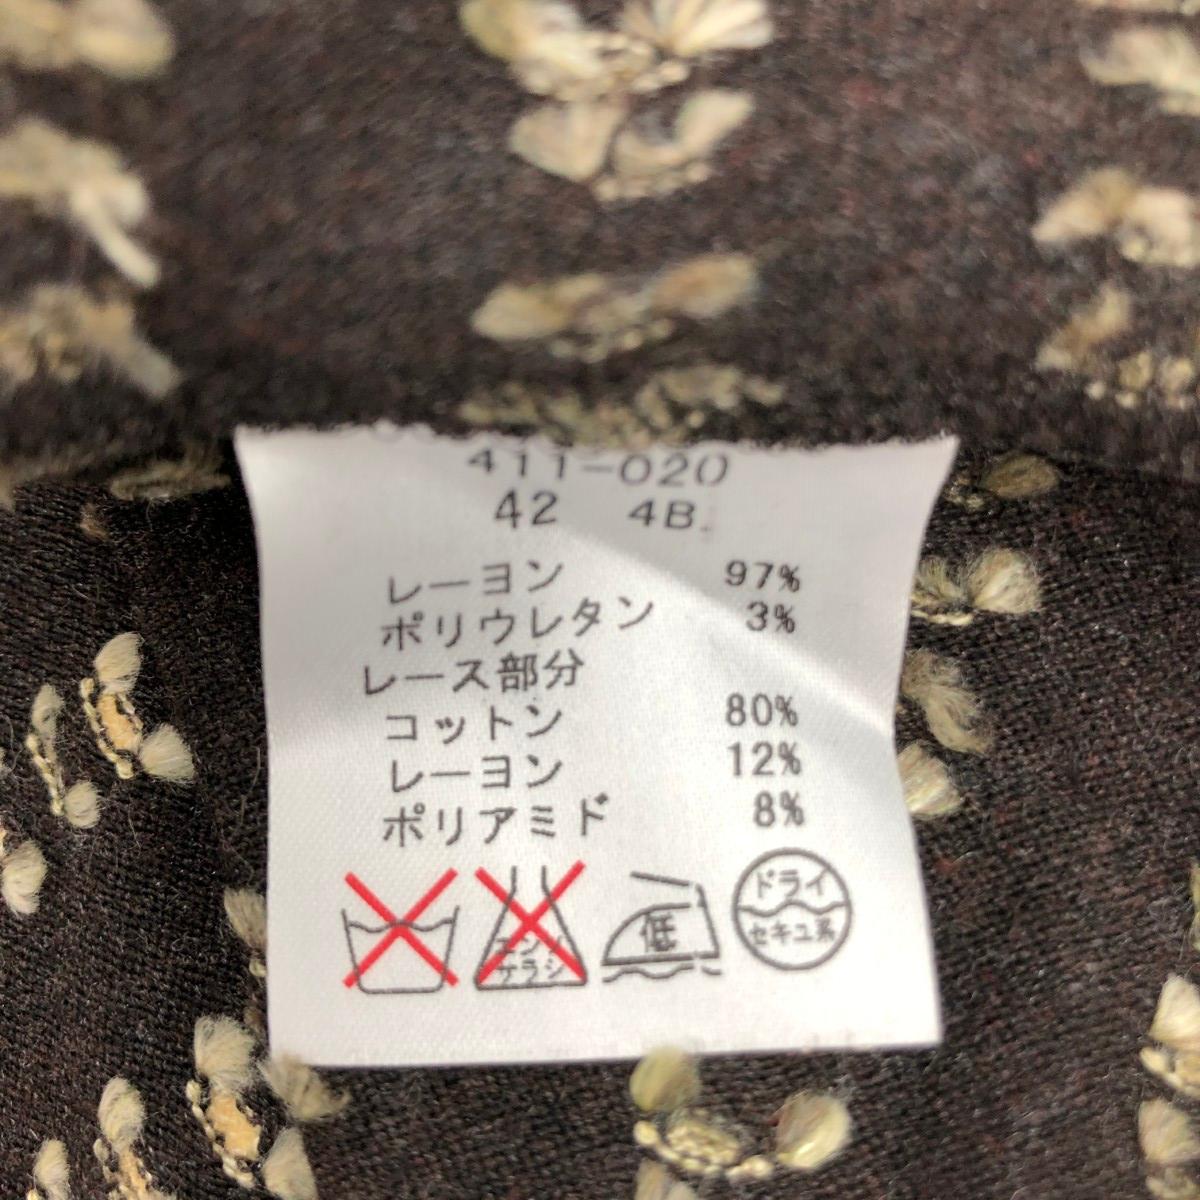 411-020
42 4B.
レーヨン 97%
ポリウレタン 3%
レース部分
コットン 80%
レーヨン 12%
ポリアミド 8%
エンソ
サラシ
低
ドライ
セキユ系